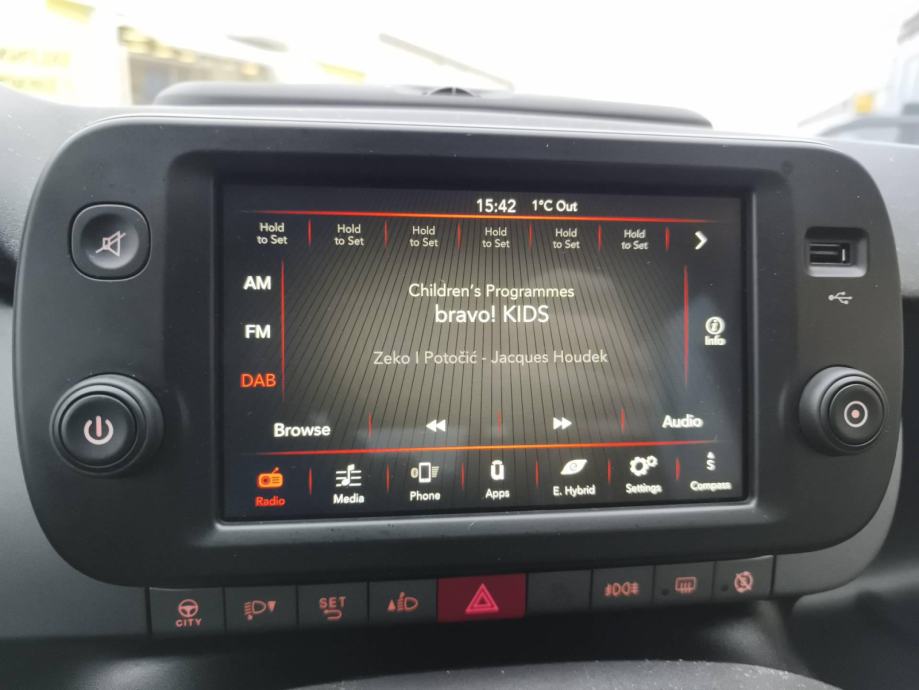 15:42 1°C Out
Hold to Set
Hold to Set
Hold to Set
Hold to Set
Hold to Set
Hold to Set
AM
Children's Programmes
bravo! KIDS
FM
Info
Zeko I Potočić - Jacques Houdek
DAB
Browse
Audio
Radio
Media
Phone
ū
Apps
E. Hybrid
Settings
S
Compass
CITY
SET